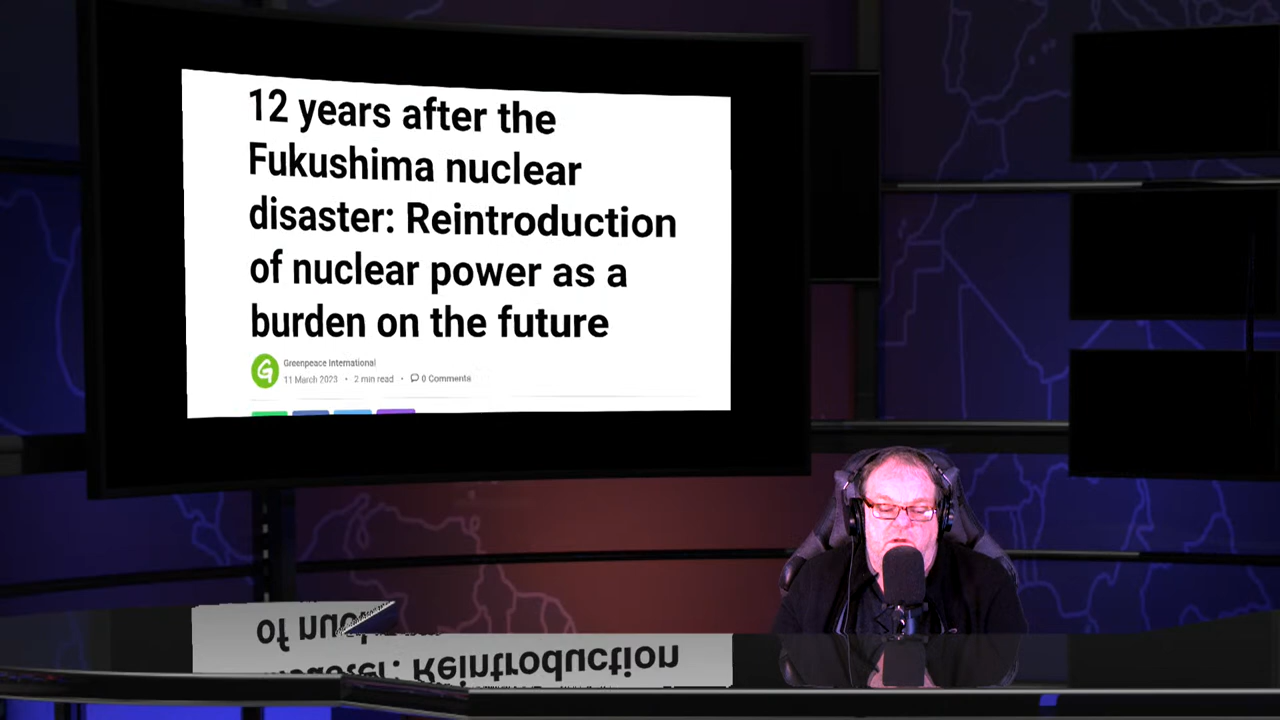 12 years after the
Fukushima nuclear
disaster: Reintroduction
of nuclear power as a
burden on the future
Greenpeace International
11 March 2023 • 2 min read • 0 Comments
Reintroduction